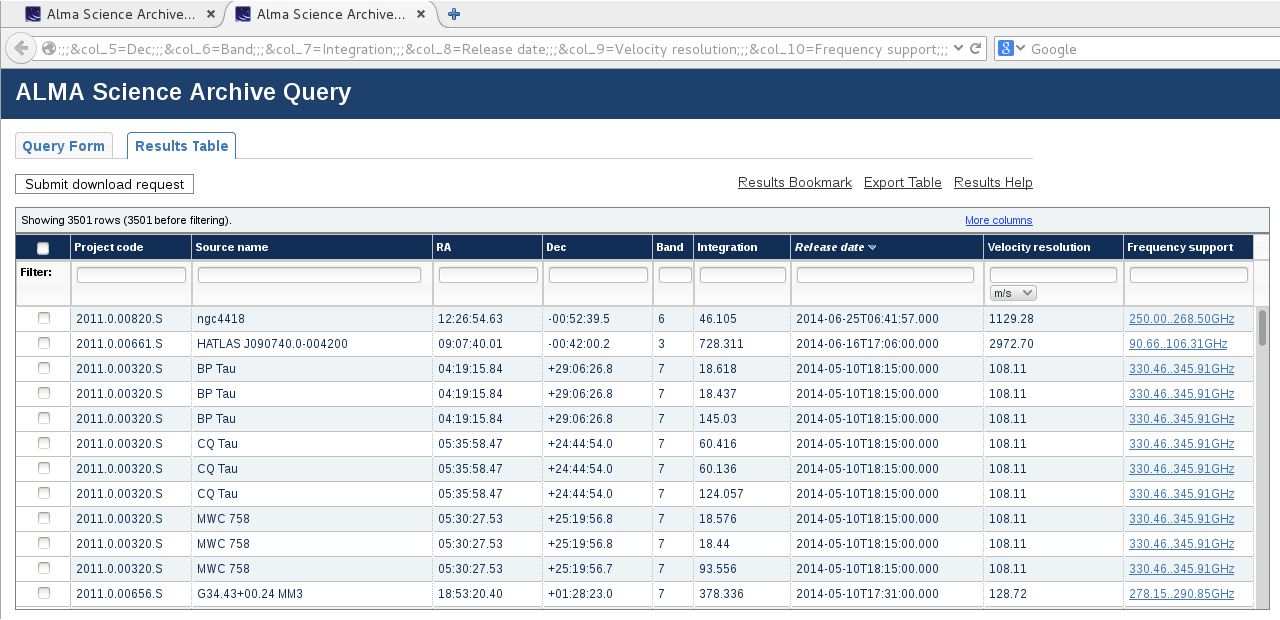 Alma Science Archive... × Alma Science Archive... ×
;;;&col_5=Dec;;;&col_6=Band;;;&col_7=Integration;;;&col_8=Release date;;;&col_9=Velocity resolution;;;&col_10=Frequency support;;; 8 Google
ALMA Science Archive Query
Query Form Results Table
Submit download request Results Bookmark Export Table Results Help
Showing 3501 rows (3501 before filtering). More columns
Project code Source name RA Dec Band Integration Release date Velocity resolution Frequency support
Filter:
m/s
2011.0.00820.S ngc4418 12:26:54.63 -00:52:39.5 6 46.105 2014-06-25T06:41:57.000 1129.28 250.00..268.50GHz
2011.0.00661.S HATLAS J090740.0-004200 09:07:40.01 -00:42:00.2 3 728.311 2014-06-16T17:06:00.000 2972.70 90.66..106.31GHz
2011.0.00320.S BP Tau 04:19:15.84 +29:06:26.8 7 18.618 2014-05-10T18:15:00.000 108.11 330.46..345.91GHz
2011.0.00320.S BP Tau 04:19:15.84 +29:06:26.8 7 18.437 2014-05-10T18:15:00.000 108.11 330.46..345.91GHz
2011.0.00320.S BP Tau 04:19:15.84 +29:06:26.8 7 145.03 2014-05-10T18:15:00.000 108.11 330.46..345.91GHz
2011.0.00320.S CQ Tau 05:35:58.47 +24:44:54.0 7 60.416 2014-05-10T18:15:00.000 108.11 330.46..345.91GHz
2011.0.00320.S CQ Tau 05:35:58.47 +24:44:54.0 7 60.136 2014-05-10T18:15:00.000 108.11 330.46..345.91GHz
2011.0.00320.S CQ Tau 05:35:58.47 +24:44:54.0 7 124.057 2014-05-10T18:15:00.000 108.11 330.46..345.91GHz
2011.0.00320.S MWC 758 05:30:27.53 +25:19:56.8 7 18.576 2014-05-10T18:15:00.000 108.11 330.46..345.91GHz
2011.0.00320.S MWC 758 05:30:27.53 +25:19:56.8 7 18.44 2014-05-10T18:15:00.000 108.11 330.46..345.91GHz
2011.0.00320.S MWC 758 05:30:27.53 +25:19:56.7 7 93.556 2014-05-10T18:15:00.000 108.11 330.46..345.91GHz
2011.0.00656.S G34.43+00.24 MM3 18:53:20.40 +01:28:23.0 7 378.336 2014-05-10T17:31:00.000 128.72 278.15..290.85GHz